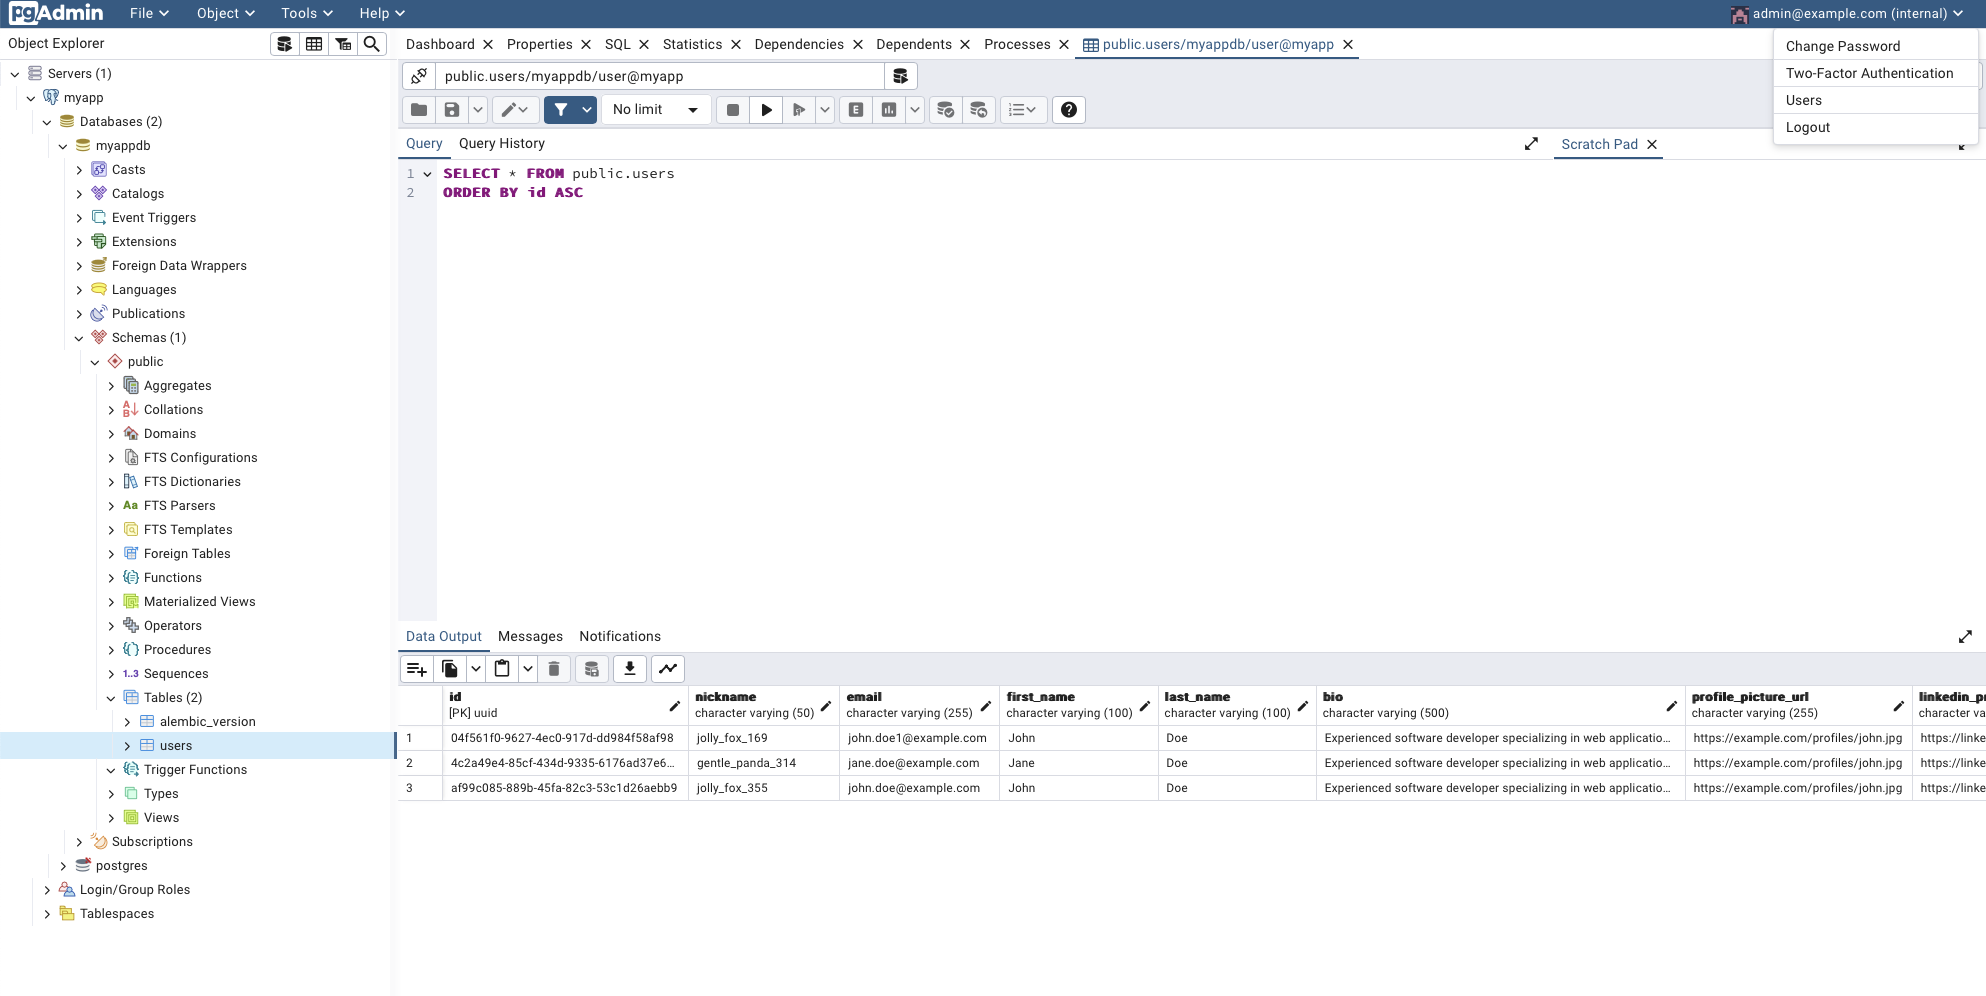 pgAdmin File Object Tools Help admin@example.com (internal)
Object Explorer
Dashboard Properties SQL Statistics Dependencies Dependents Processes public.users/myappdb/user@myapp
Change Password
Two-Factor Authentication
Users
Logout
Servers (1)
myapp
Databases (2)
myappdb
Casts
Catalogs
Event Triggers
Extensions
Foreign Data Wrappers
Languages
Publications
Schemas (1)
public
Aggregates
Collations
Domains
FTS Configurations
FTS Dictionaries
FTS Parsers
FTS Templates
Foreign Tables
Functions
Materialized Views
Operators
Procedures
1..3 Sequences
Tables (2)
alembic_version
users
Trigger Functions
Types
Views
Subscriptions
postgres
Login/Group Roles
Tablespaces
public.users/myappdb/user@myapp
No limit
Query Query History Scratch Pad
1 SELECT * FROM public.users
2 ORDER BY id ASC
Data Output Messages Notifications
id nickname email first_name last_name bio profile_picture_url linkedin_p
[PK] uuid character varying (50) character varying (255) character varying (100) character varying (100) character varying (500) character varying (255) character va
1 04f561f0-9627-4ec0-917d-dd984f58af98 jolly_fox_169 john.doe1@example.com John Doe Experienced software developer specializing in web applicatio... https://example.com/profiles/john.jpg https://linke
2 4c2a49e4-85cf-434d-9335-6176ad37e6... gentle_panda_314 jane.doe@example.com Jane Doe Experienced software developer specializing in web applicatio... https://example.com/profiles/john.jpg https://linke
3 af99c085-889b-45fa-82c3-53c1d26aebb9 jolly_fox_355 john.doe@example.com John Doe Experienced software developer specializing in web applicatio... https://example.com/profiles/john.jpg https://linke